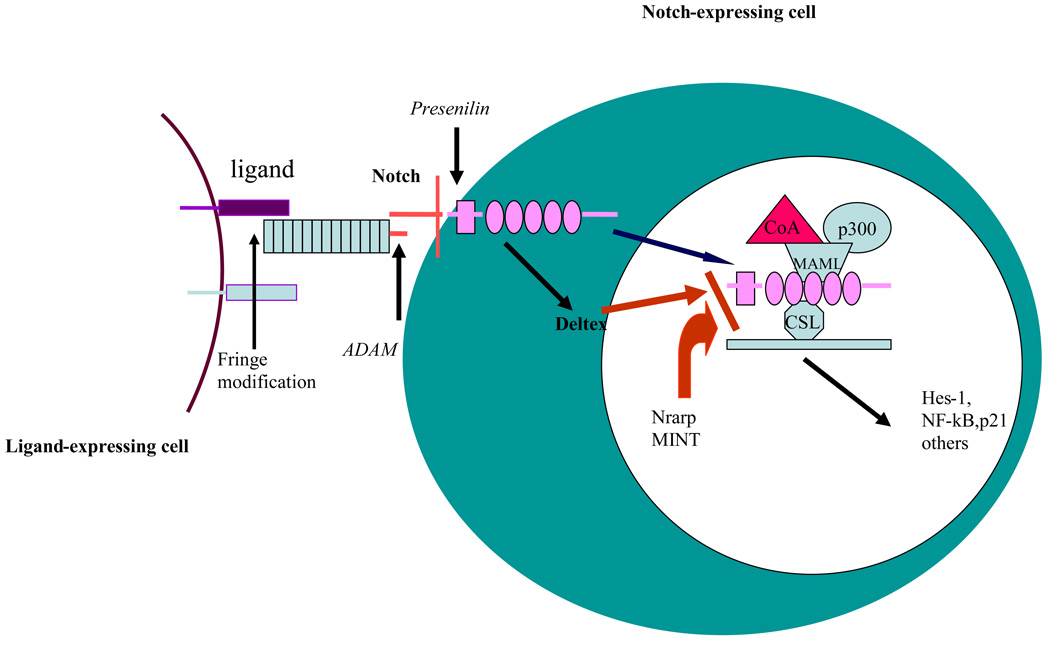 Notch-expressing cell
Presenilin
ligand
Notch
CoA
p300
MAML
CSL
Deltex
ADAM
Fringe
modification
Nrarp
MINT
Hes-1,
NF-kB,p21
others
Ligand-expressing cell